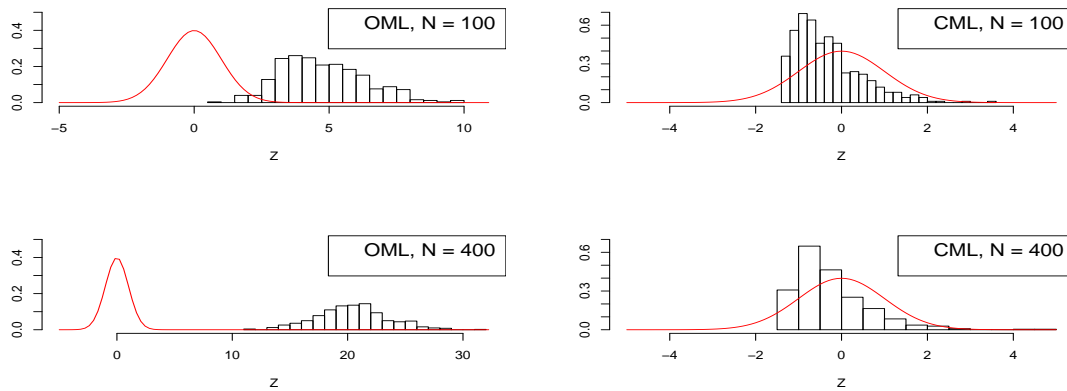 OML, N = 100
0.0 0.2 0.4
−5 0 5 10
Z
CML, N = 100
0.0 0.3 0.6
−4 −2 0 2 4
Z
OML, N = 400
0.0 0.2 0.4
0 10 20 30
Z
CML, N = 400
0.0 0.3 0.6
−4 −2 0 2 4
Z